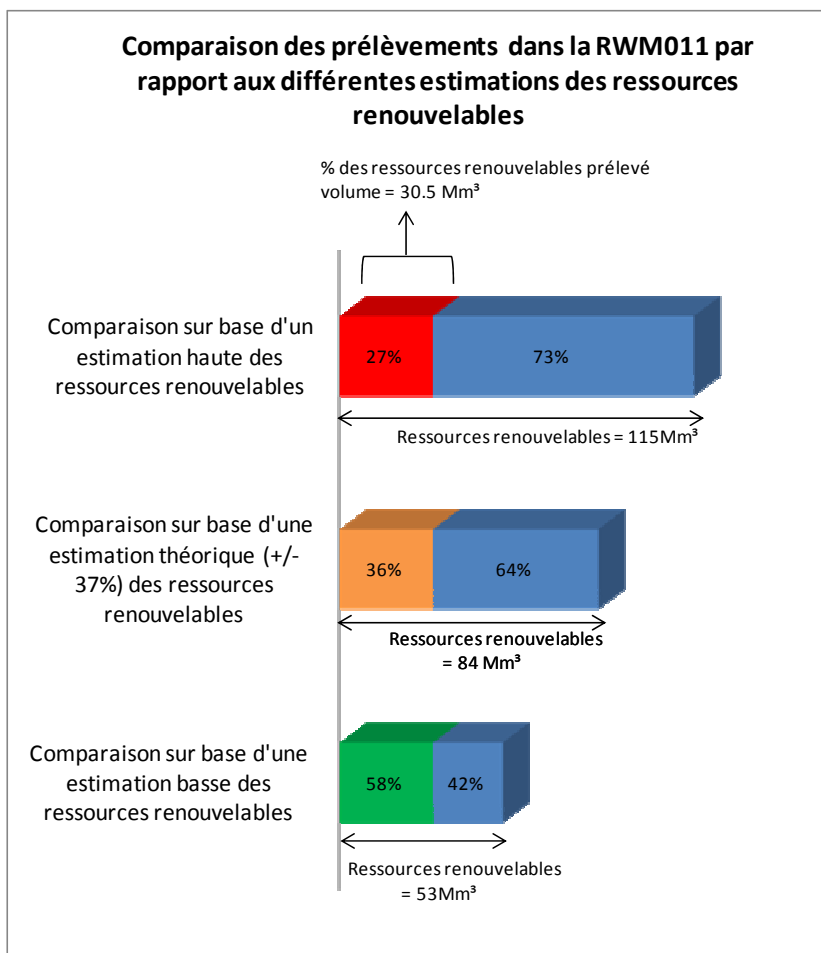 Comparaison des prélèvements dans la RWM011 par
rapport aux différentes estimations des ressources
renouvelables
% des ressources renouvelables prélevé
volume = 30.5 Mm³
Comparaison sur base d'un
estimation haute des
ressources renouvelables
27%
73%
Ressources renouvelables = 115Mm³
Comparaison sur base d'une
estimation théorique (+/-
37%) des ressources
renouvelables
36%
64%
Ressources renouvelables
= 84 Mm³
Comparaison sur base d'une
estimation basse des
ressources renouvelables
58%
42%
Ressources renouvelables
= 53Mm³